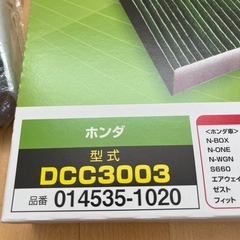 ホンダ
型式
DCC3003
品番 014535-1020
<ホンダ車>
N-BOX
N-ONE
N-WGN
S660
エアウェイ
ゼスト
フィット